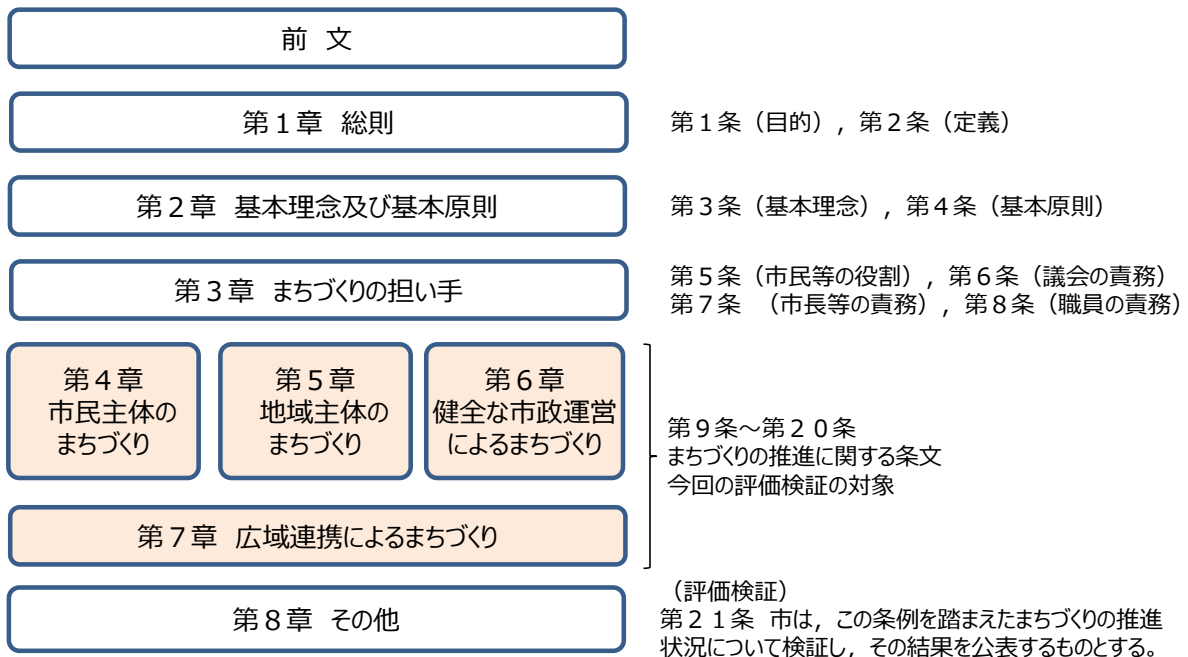 前 文
第1章 総則
第1条（目的）, 第2条（定義）
第2章 基本理念及び基本原則
第3条（基本理念）, 第4条（基本原則）
第3章 まちづくりの担い手
第5条（市民等の役割）, 第6条（議会の責務）
第7条 （市長等の責務）, 第8条（職員の責務）
第4章
市民主体の
まちづくり
第5章
地域主体の
まちづくり
第6章
健全な市政運営
によるまちづくり
第9条～第20条
まちづくりの推進に関する条文
今回の評価検証の対象
第7章 広域連携によるまちづくり
第8章 その他
（評価検証）
第21条 市は, この条例を踏まえたまちづくりの推進
状況について検証し, その結果を公表するものとする。